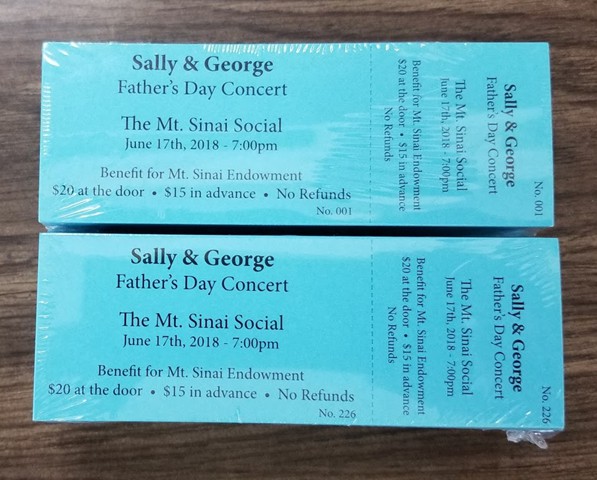 Sally & George
Father's Day Concert
The Mt. Sinai Social
June 17th, 2018 - 7:00pm
Benefit for Mt. Sinai Endowment
$20 at the door • $15 in advance • No Refunds
No. 001
Sally & George
Father's Day Concert
The Mt. Sinai Social
June 17th, 2018 - 7:00pm
Benefit for Mt. Sinai Endowment
$20 at the door • $15 in advance
No Refunds
No. 001
Sally & George
Father's Day Concert
The Mt. Sinai Social
June 17th, 2018 - 7:00pm
Benefit for Mt. Sinai Endowment
$20 at the door • $15 in advance • No Refunds
No. 226
Sally & George
Father's Day Concert
The Mt. Sinai Social
June 17th, 2018 - 7:00pm
Benefit for Mt. Sinai Endowment
$20 at the door • $15 in advance
No Refunds
No. 226